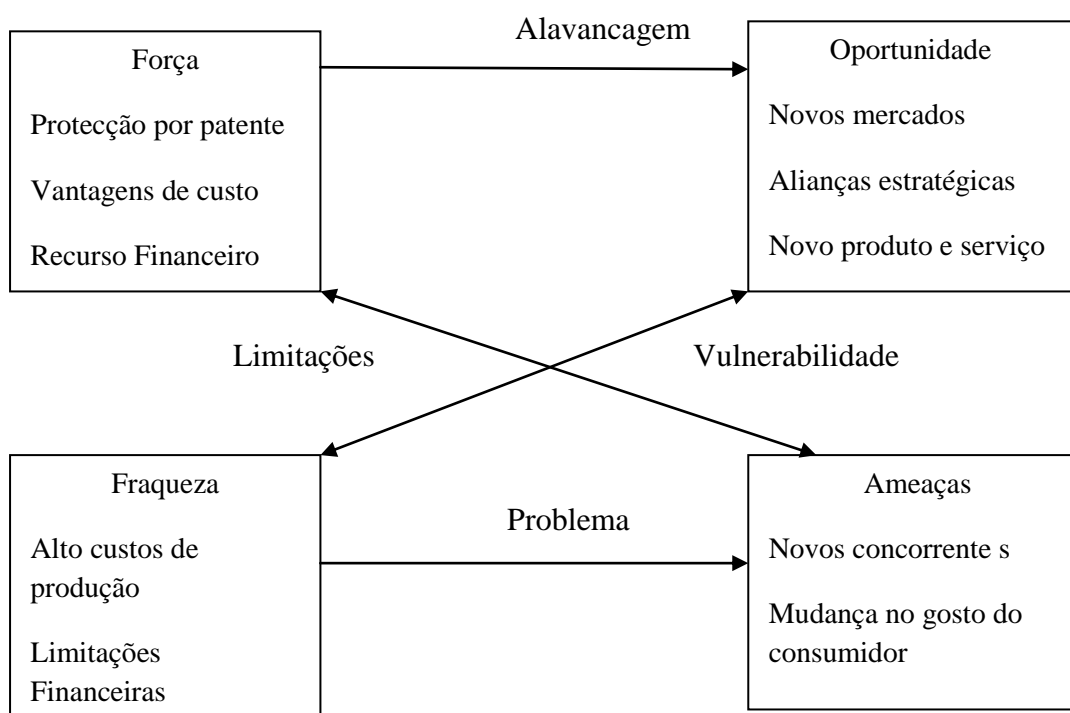 Alavancagem
Força
Protecção por patente
Vantagens de custo
Recurso Financeiro
Oportunidade
Novos mercados
Alianças estratégicas
Novo produto e serviço
Limitações
Vulnerabilidade
Fraqueza
Alto custos de
produção
Limitações
Financeiras
Problema
Ameaças
Novos concorrente s
Mudança no gosto do
consumidor